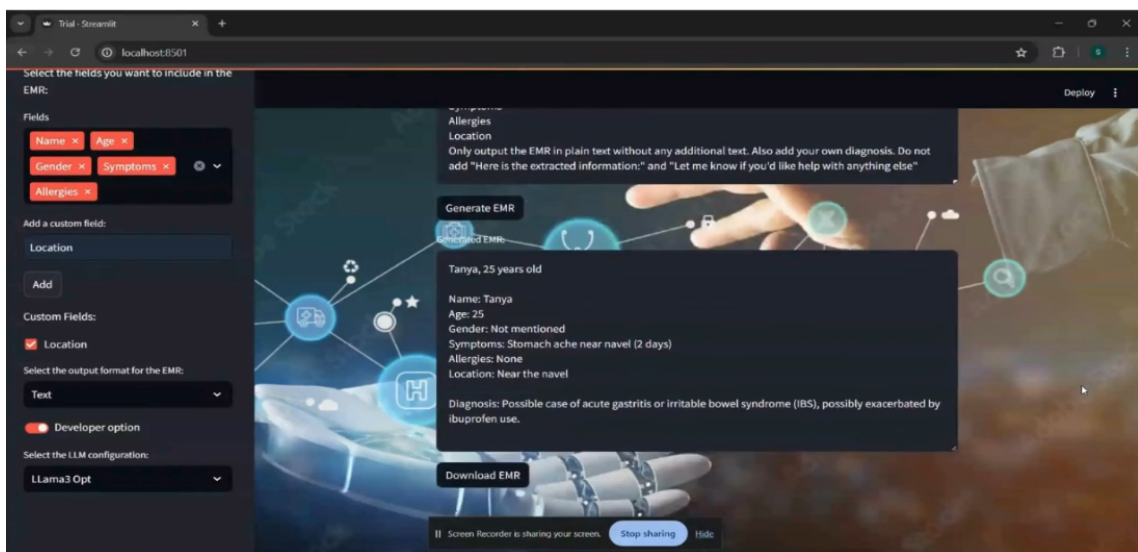 Trial - Streamlit
localhost:8501
Select the fields you want to include in the
EMR:
Fields
Name ×
Age ×
Gender ×
Symptoms ×
Allergies ×
Add a custom field:
Location
Add
Custom Fields:
Location
Select the output format for the EMR:
Text
Developer option
Select the LLM configuration:
LLama3 Opt
Deploy
Symptoms
Allergies
Location
Only output the EMR in plain text without any additional text. Also add your own diagnosis. Do not
add "Here is the extracted information:" and "Let me know if you'd like help with anything else"
Generate EMR
Generated EMR:
Tanya, 25 years old
Name: Tanya
Age: 25
Gender: Not mentioned
Symptoms: Stomach ache near navel (2 days)
Allergies: None
Location: Near the navel
Diagnosis: Possible case of acute gastritis or irritable bowel syndrome (IBS), possibly exacerbated by
ibuprofen use.
Download EMR
H
Screen Recorder is sharing your screen.
Stop sharing
Hide